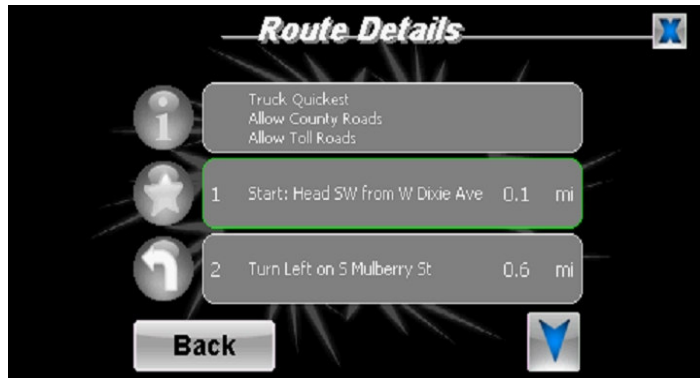 Route Details
X
i
Truck Quickest
Allow County Roads
Allow Toll Roads
1 Start: Head SW from W Dixie Ave 0.1 mi
2 Turn Left on S Mulberry St 0.6 mi
Back